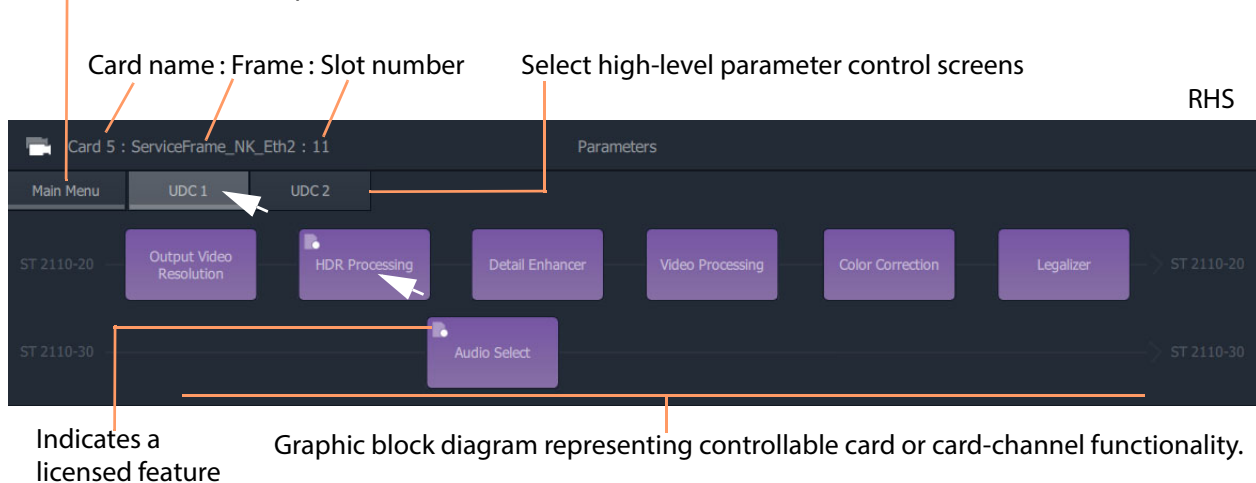 Card name : Frame : Slot number
Select high-level parameter control screens
RHS
Card 5 : ServiceFrame_NK_Eth2 : 11
Parameters
Main Menu
UDC 1
UDC 2
ST 2110-20
Output Video
Resolution
HDR Processing
Detail Enhancer
Video Processing
Color Correction
Legalizer
ST 2110-20
ST 2110-30
Audio Select
ST 2110-30
Indicates a
licensed feature
Graphic block diagram representing controllable card or card-channel functionality.